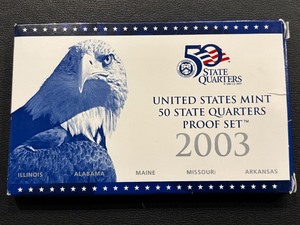 50
STATE
QUARTERS
UNITED STATES MINT
50 STATE QUARTERS
PROOF SET™
2003
ILLINOIS ALABAMA MAINE MISSOURI ARKANSAS